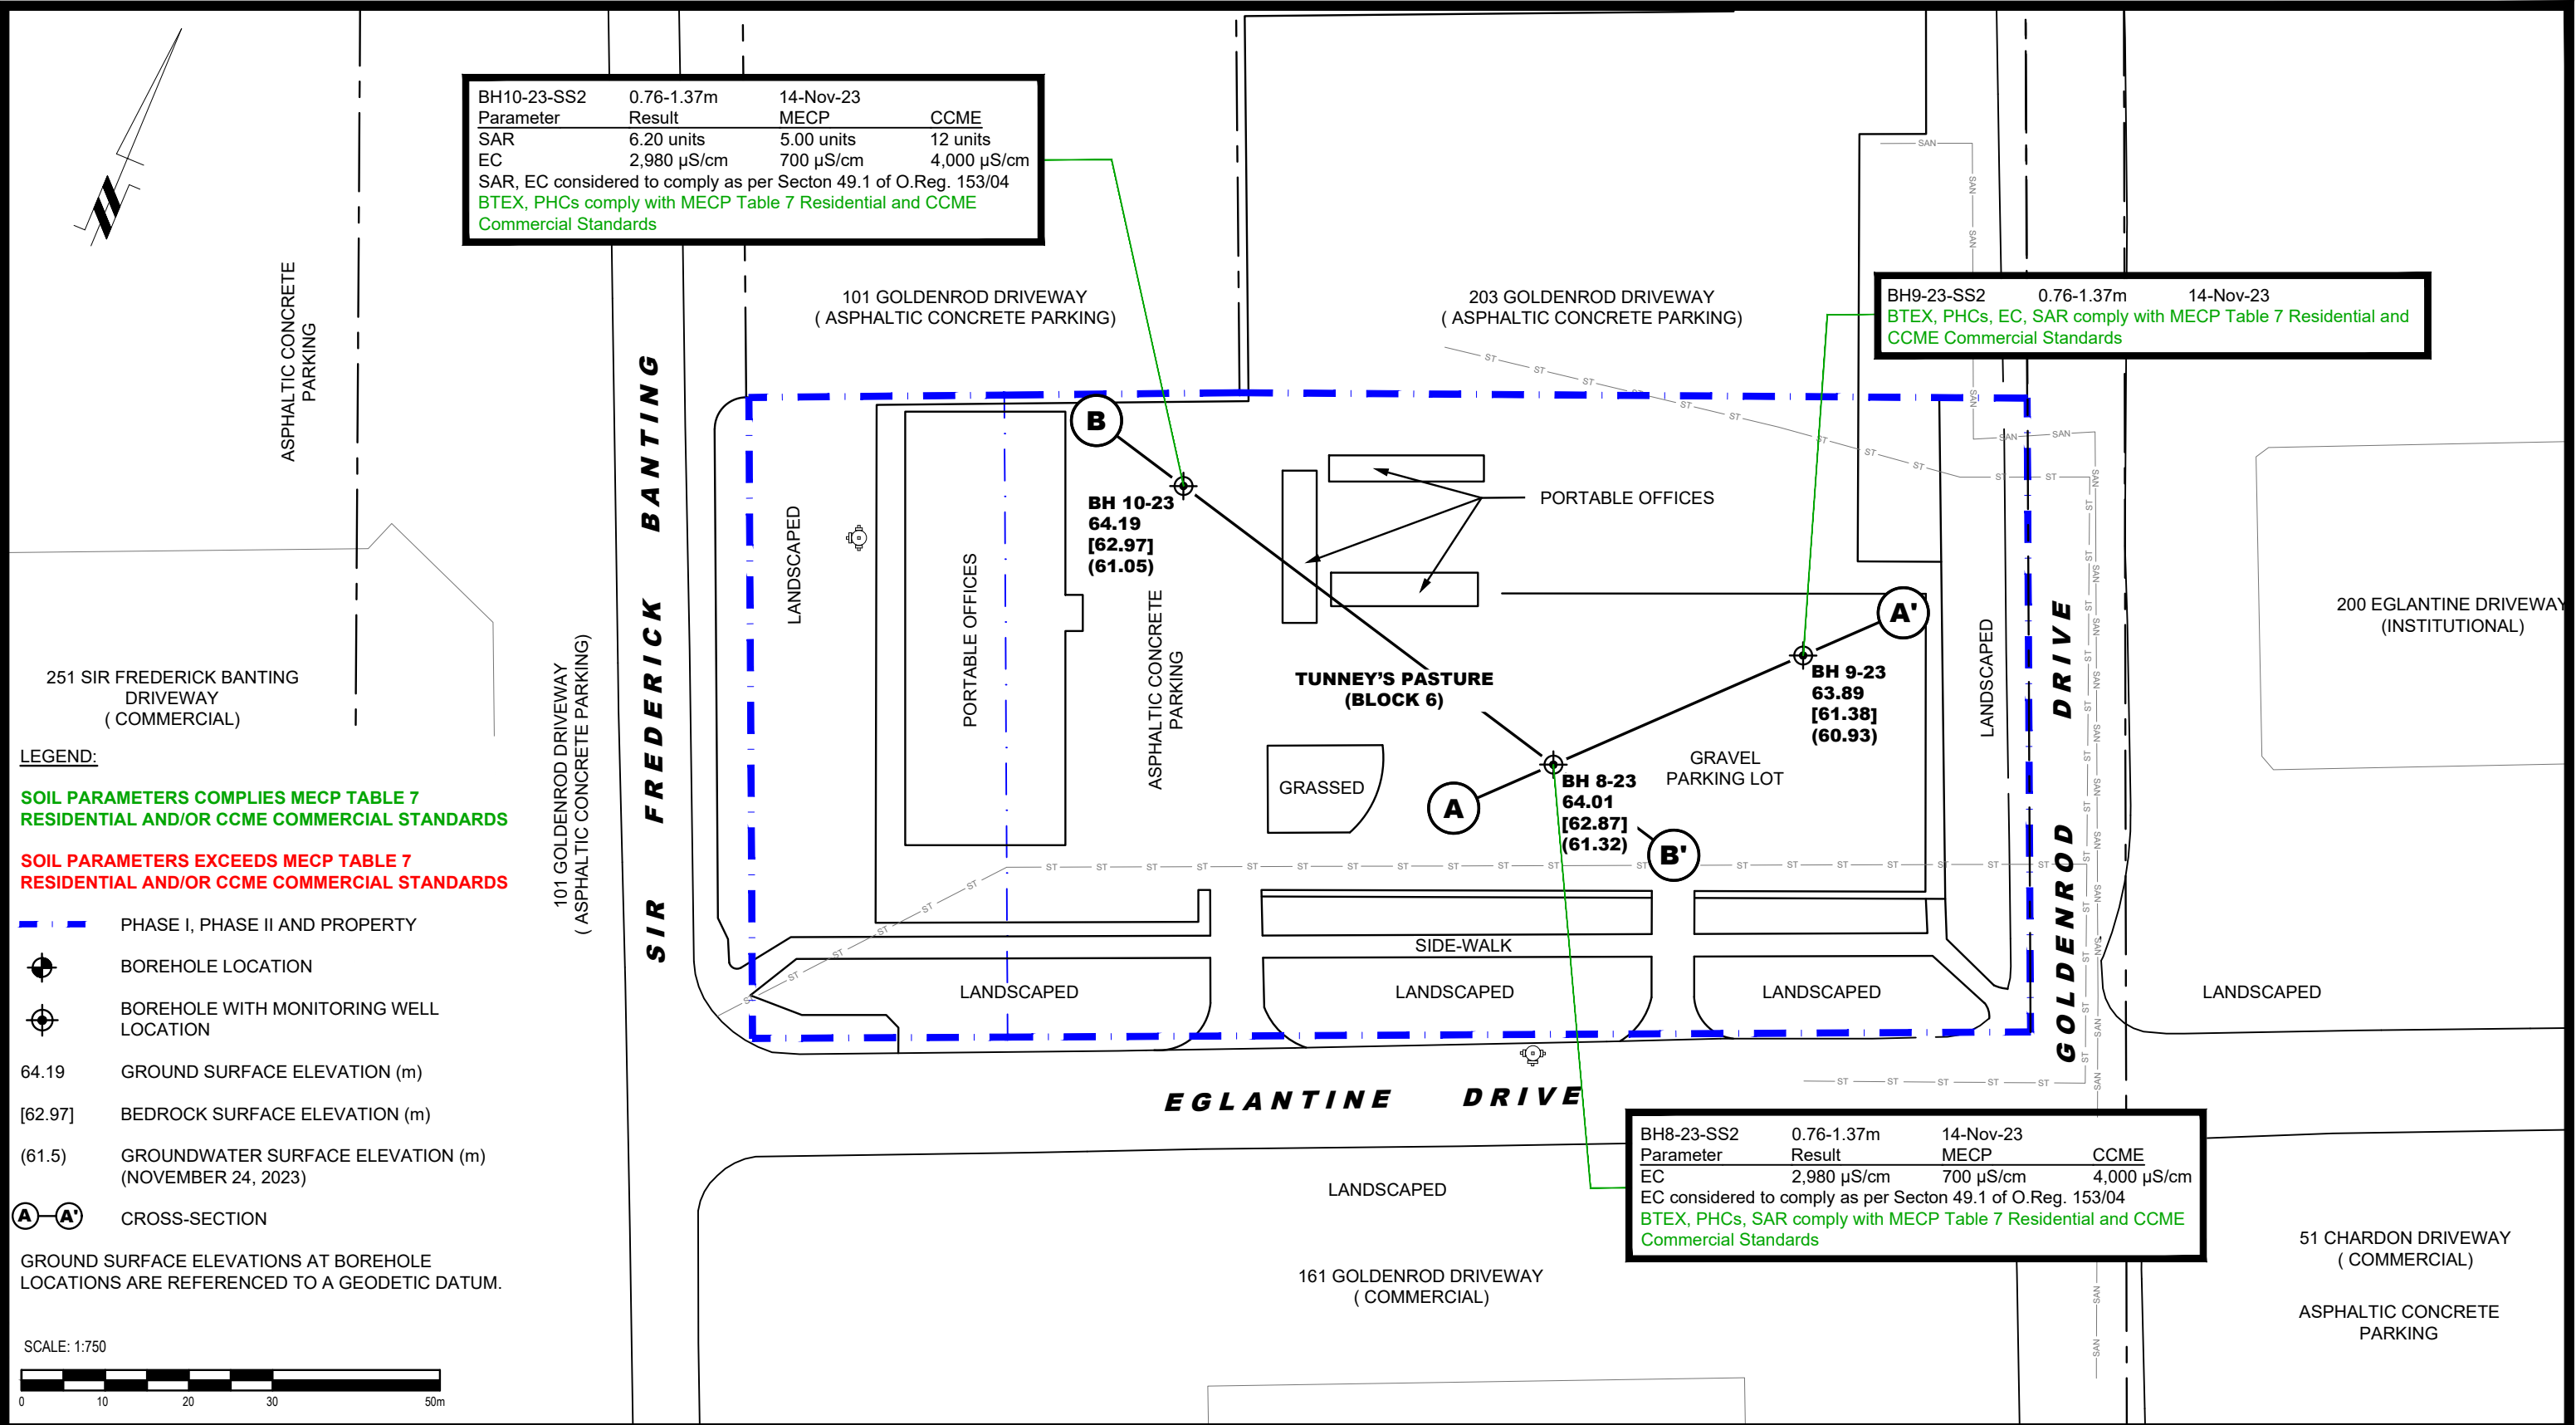 BH10-23-SS2 0.76-1.37m 14-Nov-23
Parameter Result MECP CCME
SAR 6.20 units 5.00 units 12 units
EC 2,980 µS/cm 700 µS/cm 4,000 µS/cm
SAR, EC considered to comply as per Secton 49.1 of O.Reg. 153/04
BTEX, PHCs comply with MECP Table 7 Residential and CCME
Commercial Standards
ASPHALTIC CONCRETE
PARKING
101 GOLDENROD DRIVEWAY
( ASPHALTIC CONCRETE PARKING)
203 GOLDENROD DRIVEWAY
( ASPHALTIC CONCRETE PARKING)
BH9-23-SS2 0.76-1.37m 14-Nov-23
BTEX, PHCs, EC, SAR comply with MECP Table 7 Residential and
CCME Commercial Standards
SIR FREDERICK BANTING
101 GOLDENROD DRIVEWAY
( ASPHALTIC CONCRETE PARKING)
LANDSCAPED
PORTABLE OFFICES
B
BH 10-23
64.19
[62.97]
(61.05)
ASPHALTIC CONCRETE
PARKING
PORTABLE OFFICES
TUNNEY'S PASTURE
(BLOCK 6)
A'
BH 9-23
63.89
[61.38]
(60.93)
GRAVEL
PARKING LOT
LANDSCAPED
GOLDENROD DRIVE
200 EGLANTINE DRIVEWAY
(INSTITUTIONAL)
GRASSED
A
BH 8-23
64.01
[62.87]
(61.32)
B'
SIDE-WALK
LANDSCAPED
LANDSCAPED
LANDSCAPED
LANDSCAPED
ST
SAN
EGLANTINE DRIVE
BH8-23-SS2 0.76-1.37m 14-Nov-23
Parameter Result MECP CCME
EC 2,980 µS/cm 700 µS/cm 4,000 µS/cm
EC considered to comply as per Secton 49.1 of O.Reg. 153/04
BTEX, PHCs, SAR comply with MECP Table 7 Residential and CCME
Commercial Standards
LANDSCAPED
161 GOLDENROD DRIVEWAY
( COMMERCIAL)
51 CHARDON DRIVEWAY
( COMMERCIAL)
ASPHALTIC CONCRETE
PARKING
251 SIR FREDERICK BANTING
DRIVEWAY
( COMMERCIAL)
LEGEND:
SOIL PARAMETERS COMPLIES MECP TABLE 7
RESIDENTIAL AND/OR CCME COMMERCIAL STANDARDS
SOIL PARAMETERS EXCEEDS MECP TABLE 7
RESIDENTIAL AND/OR CCME COMMERCIAL STANDARDS
PHASE I, PHASE II AND PROPERTY
BOREHOLE LOCATION
BOREHOLE WITH MONITORING WELL
LOCATION
64.19 GROUND SURFACE ELEVATION (m)
[62.97] BEDROCK SURFACE ELEVATION (m)
(61.5) GROUNDWATER SURFACE ELEVATION (m)
(NOVEMBER 24, 2023)
A A' CROSS-SECTION
GROUND SURFACE ELEVATIONS AT BOREHOLE
LOCATIONS ARE REFERENCED TO A GEODETIC DATUM.
SCALE: 1:750
0 10 20 30 50m